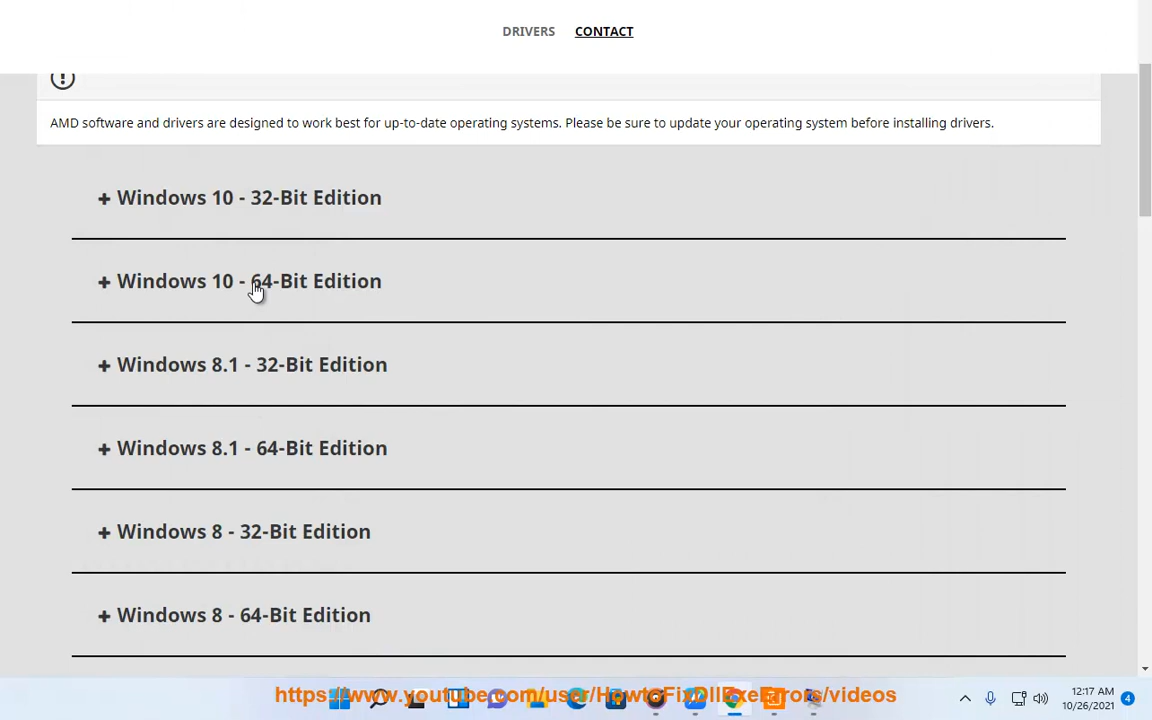 DRIVERS CONTACT
AMD software and drivers are designed to work best for up-to-date operating systems. Please be sure to update your operating system before installing drivers.
+ Windows 10 - 32-Bit Edition
+ Windows 10 - 64-Bit Edition
+ Windows 8.1 - 32-Bit Edition
+ Windows 8.1 - 64-Bit Edition
+ Windows 8 - 32-Bit Edition
+ Windows 8 - 64-Bit Edition
https://www.youtube.com/user/HowtoFixDllExeErrors/videos
12:17 AM
10/26/2021
4